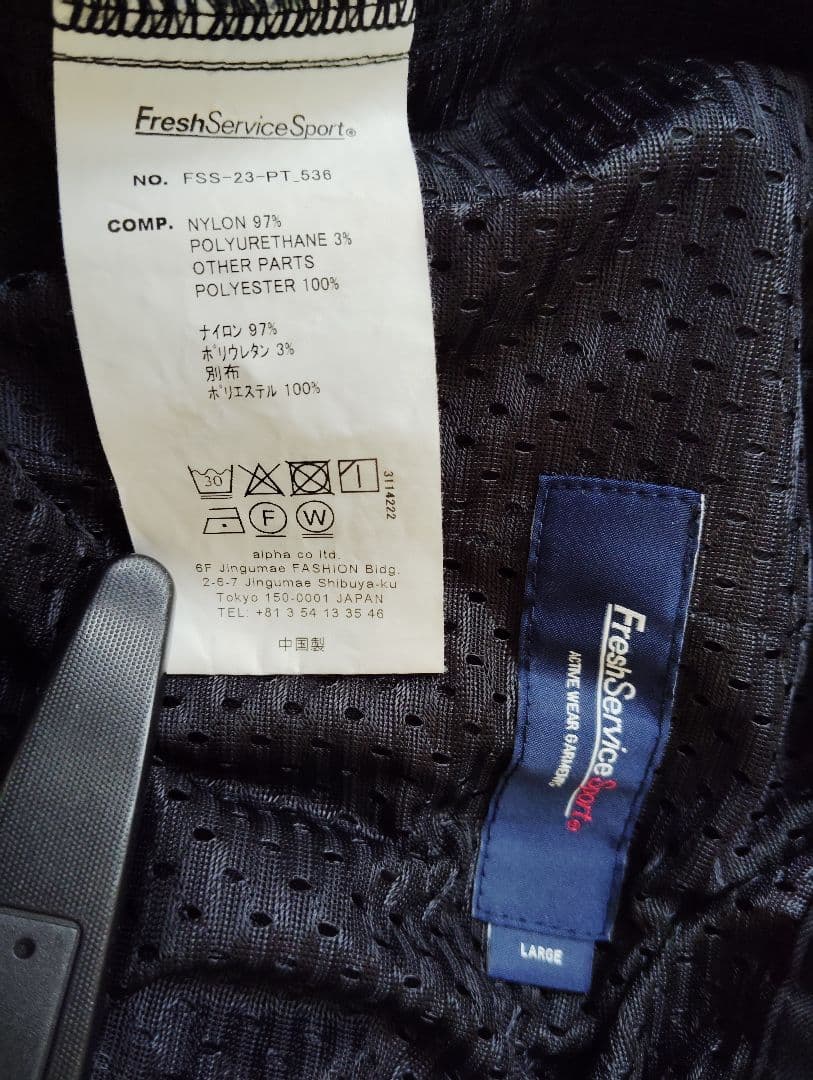 FreshServiceSport®
NO. FSS-23-PT_536
COMP. NYLON 97%
POLYURETHANE 3%
OTHER PARTS
POLYESTER 100%
ナイロン 97%
ポリウレタン 3%
別布
ポリエステル 100%
30
3114222
F W
alpha co ltd.
6F Jingumae FASHION Bldg.
2-6-7 Jingumae Shibuya-ku
Tokyo 150-0001 JAPAN
TEL: +81 3 54 13 35 46
中国製
FreshServiceSport®
ACTIVE WEAR GARMENTS
LARGE